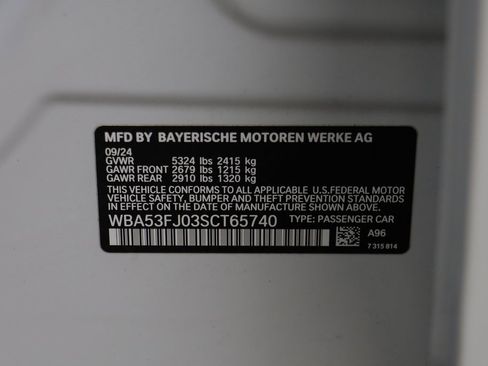 MFD BY BAYERISCHE MOTOREN WERKE AG
09/24
GVWR 5324 lbs 2415 kg
GAWR FRONT 2679 lbs 1215 kg
GAWR REAR 2910 lbs 1320 kg
THIS VEHICLE CONFORMS TO ALL APPLICABLE U.S.FEDERAL MOTOR
VEHICLE SAFETY, BUMPER AND THEFT PREVENTION STANDARDS
IN EFFECT ON THE DATE OF MANUFACTURE SHOWN ABOVE.
WBA53FJ03SCT65740 TYPE: PASSENGER CAR
A96
7 315 814